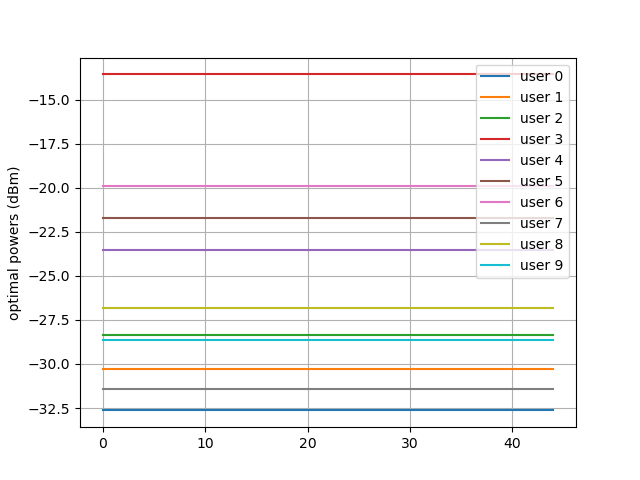 optimal powers (dBm)
−15.0
−17.5
−20.0
−22.5
−25.0
−27.5
−30.0
−32.5
0
10
20
30
40
user 0
user 1
user 2
user 3
user 4
user 5
user 6
user 7
user 8
user 9